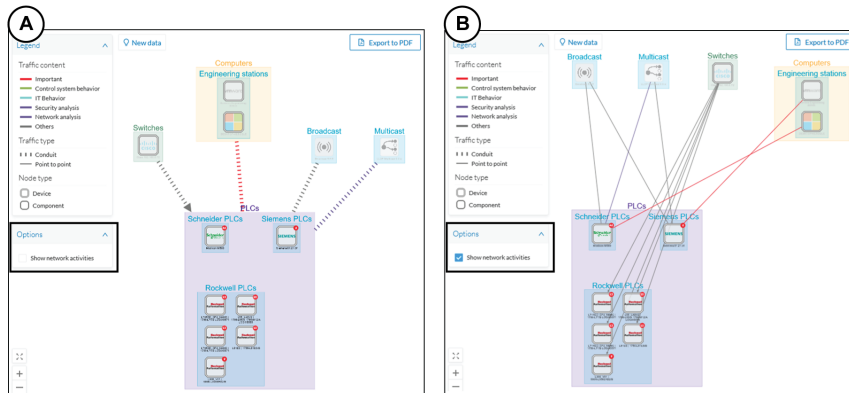 A
Legend
New data
Export to PDF
Traffic content
Important
Control system behavior
IT Behavior
Security analysis
Network analysis
Others
Traffic type
Conduit
Point to point
Node type
Device
Component
Options
Show network activities
Computers
Engineering stations
Switches
Broadcast
Multicast
PLCs
Schneider PLCs
Siemens PLCs
Schneider
SIEMENS
Rockwell PLCs
B
Legend
New data
Export to PDF
Traffic content
Important
Control system behavior
IT Behavior
Security analysis
Network analysis
Others
Traffic type
Conduit
Point to point
Node type
Device
Component
Options
Show network activities
Broadcast
Multicast
Switches
Computers
Engineering stations
PLCs
Schneider PLCs
Siemens PLCs
Schneider
SIEMENS
Rockwell PLCs